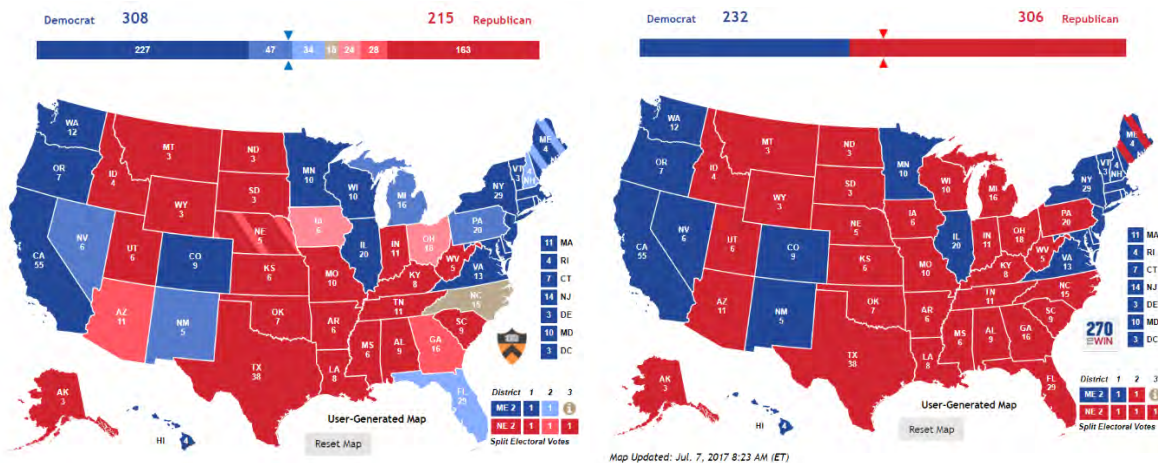 Democrat 308 215 Republican
227 47 34 15 24 28 163
WA
12
OR
7
CA
55
NV
6
ID
4
MT
3
WY
3
UT
6
AZ
11
CO
9
NM
5
ND
3
SD
3
NE
5
KS
6
OK
7
TX
38
MN
10
IA
6
MO
10
AR
6
LA
8
WI
10
IL
20
MI
16
IN
11
OH
18
KY
8
TN
11
MS
6
AL
9
GA
16
FL
29
SC
9
NC
15
VA
13
WV
5
PA
20
NY
29
VT
3
4
NH
ME
4
11 MA
4 RI
7 CT
14 NJ
3 DE
10 MD
3 DC
AK
3
HI
4
District 1 2 3
ME 2 1 1
NE 2 1 1 1
Split Electoral Votes
User-Generated Map
Reset Map
Democrat 232 306 Republican
WA
12
OR
7
CA
55
NV
6
ID
4
MT
3
WY
3
UT
6
AZ
11
CO
9
NM
5
ND
3
SD
3
NE
5
KS
6
OK
7
TX
38
MN
10
IA
6
MO
10
AR
6
LA
8
WI
10
IL
20
MI
16
IN
11
OH
18
KY
8
TN
11
MS
6
AL
9
GA
16
FL
29
SC
9
NC
15
VA
13
WV
5
PA
20
NY
29
VT
3
4
NH
ME
4
11 MA
4 RI
7 CT
14 NJ
3 DE
10 MD
3 DC
270
TO WIN
AK
3
HI
4
District 1 2 3
ME 2 1 1
NE 2 1 1 1
Split Electoral Votes
User-Generated Map
Reset Map
Map Updated: Jul. 7, 2017 8:23 AM (ET)